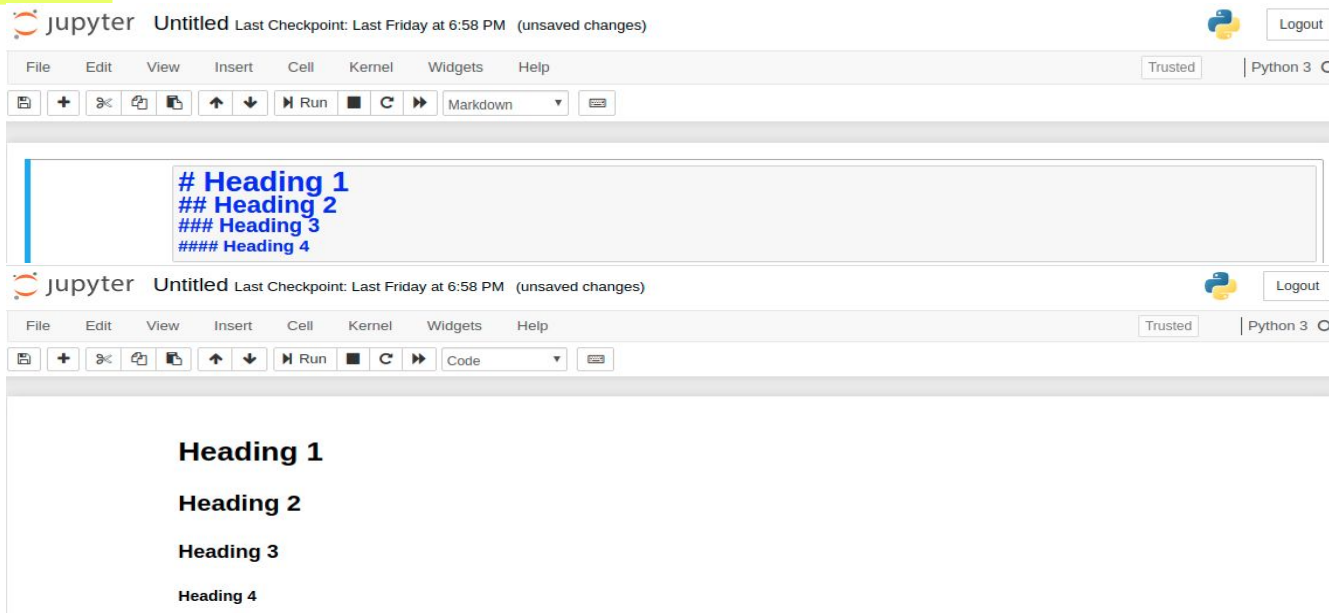 jupyter Untitled Last Checkpoint: Last Friday at 6:58 PM (unsaved changes) Logout
File Edit View Insert Cell Kernel Widgets Help Trusted Python 3
Run Markdown
# Heading 1
## Heading 2
### Heading 3
#### Heading 4
jupyter Untitled Last Checkpoint: Last Friday at 6:58 PM (unsaved changes) Logout
File Edit View Insert Cell Kernel Widgets Help Trusted Python 3
Run Code
Heading 1
Heading 2
Heading 3
Heading 4